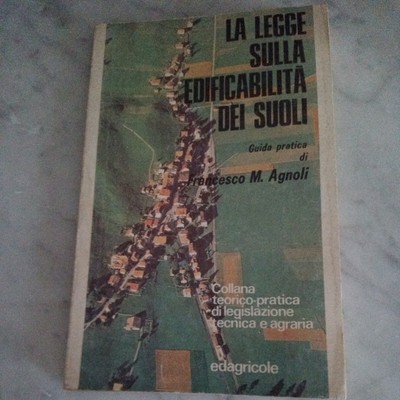 LA LEGGE
SULLA
EDIFICABILITÀ
DEI SUOLI
Guida pratica
di
Francesco M. Agnoli
Collana
teorico-pratica
di legislazione
tecnica e agraria
edagricole